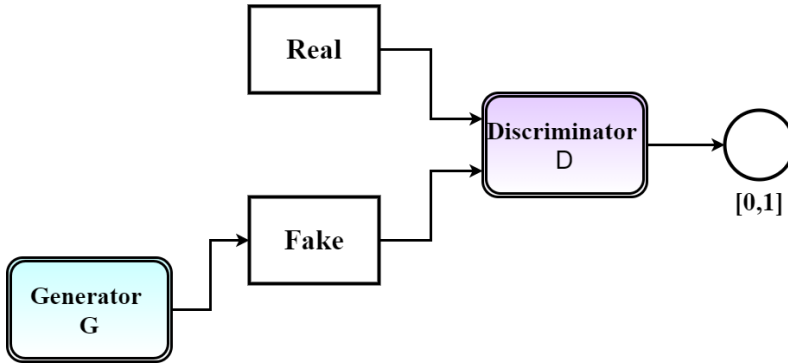 Real
Discriminator
D
[0,1]
Fake
Generator
G